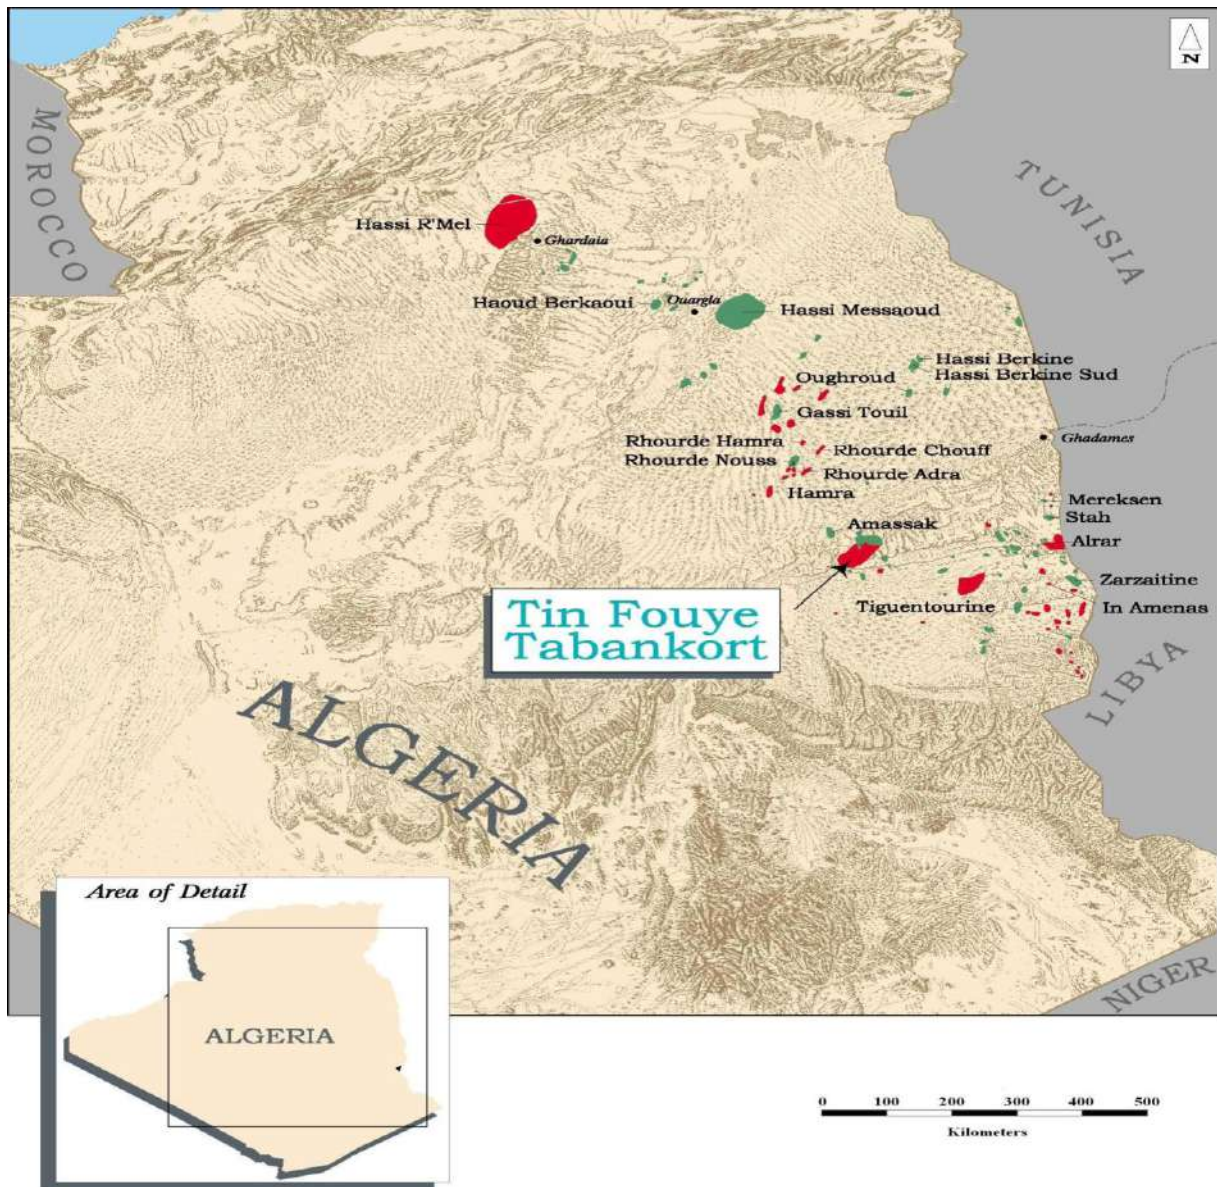 N
MOROCCO
TUNISIA
Hassi R'Mel
Ghardaia
Haoud Berkaoui
Ouargla
Hassi Messaoud
Hassi Berkine
Hassi Berkine Sud
Oughroud
Gassi Touil
Rhourde Hamra
Rhourde Nouss
Rhourde Chouff
Rhourde Adra
Hamra
Ghadames
Mereksen
Stah
Amassak
Alrar
Zarzaitine
Tiguentourine
In Amenas
Tin Fouye
Tabankort
LIBYA
ALGERIA
NIGER
Area of Detail
ALGERIA
0 100 200 300 400 500
Kilometers